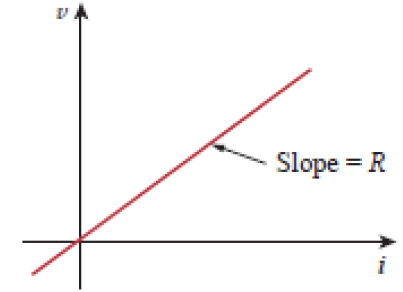 v
Slope = R
i